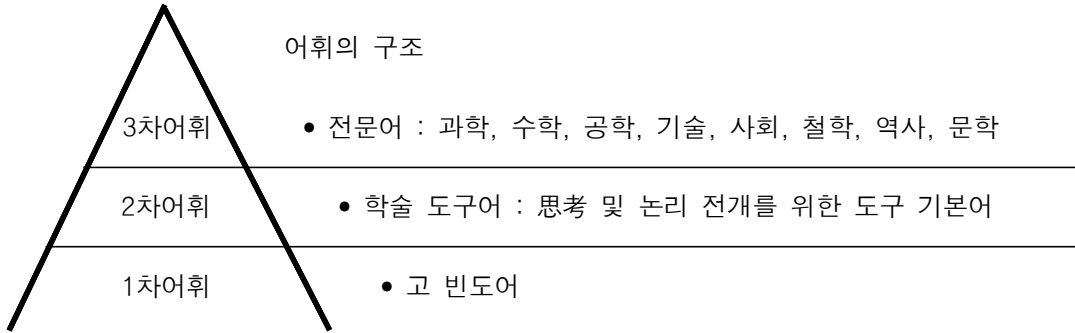 어휘의 구조
3차어휘 • 전문어 : 과학, 수학, 공학, 기술, 사회, 철학, 역사, 문학
2차어휘 • 학술 도구어 : 思考 및 논리 전개를 위한 도구 기본어
1차어휘 • 고 빈도어